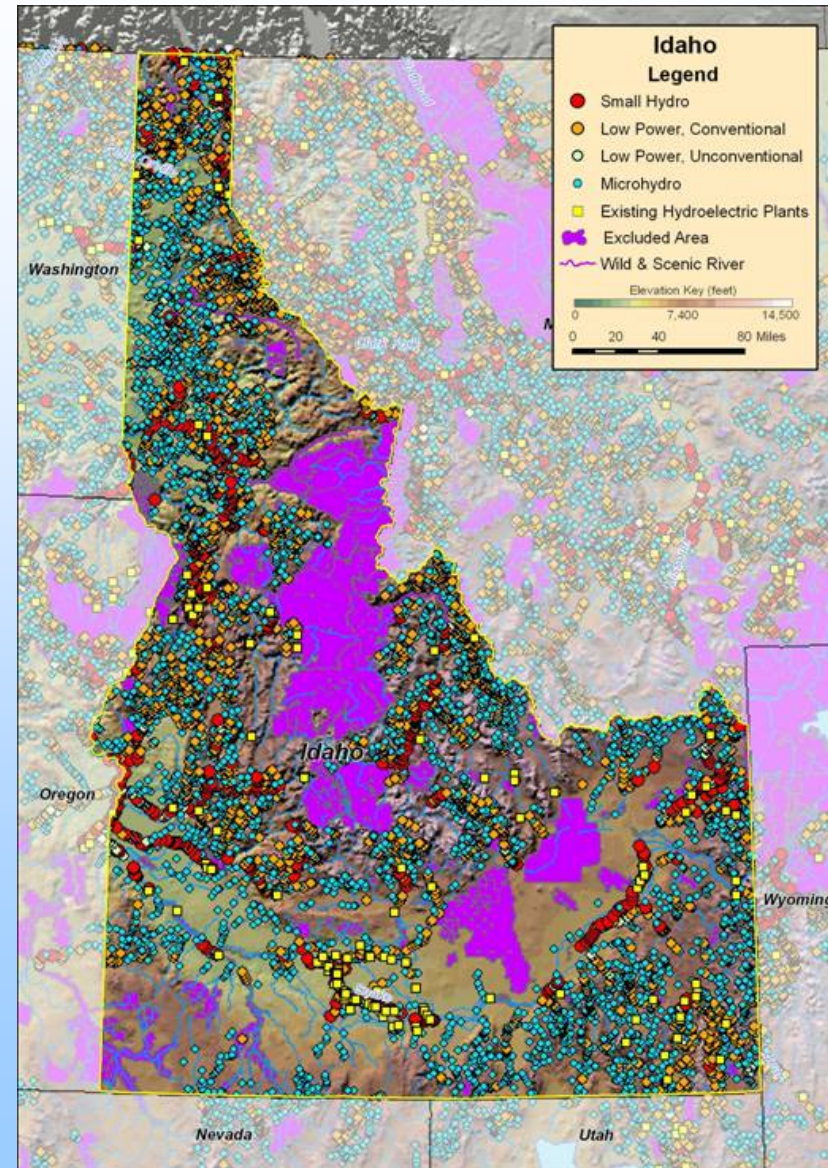 Idaho
Legend
Small Hydro
Low Power, Conventional
Low Power, Unconventional
Microhydro
Existing Hydroelectric Plants
Excluded Area
Wild & Scenic River
Elevation Key (feet)
0 7,400 14,500
0 20 40 80 Miles
Washington
Idaho
Oregon
Wyoming
Nevada
Utah